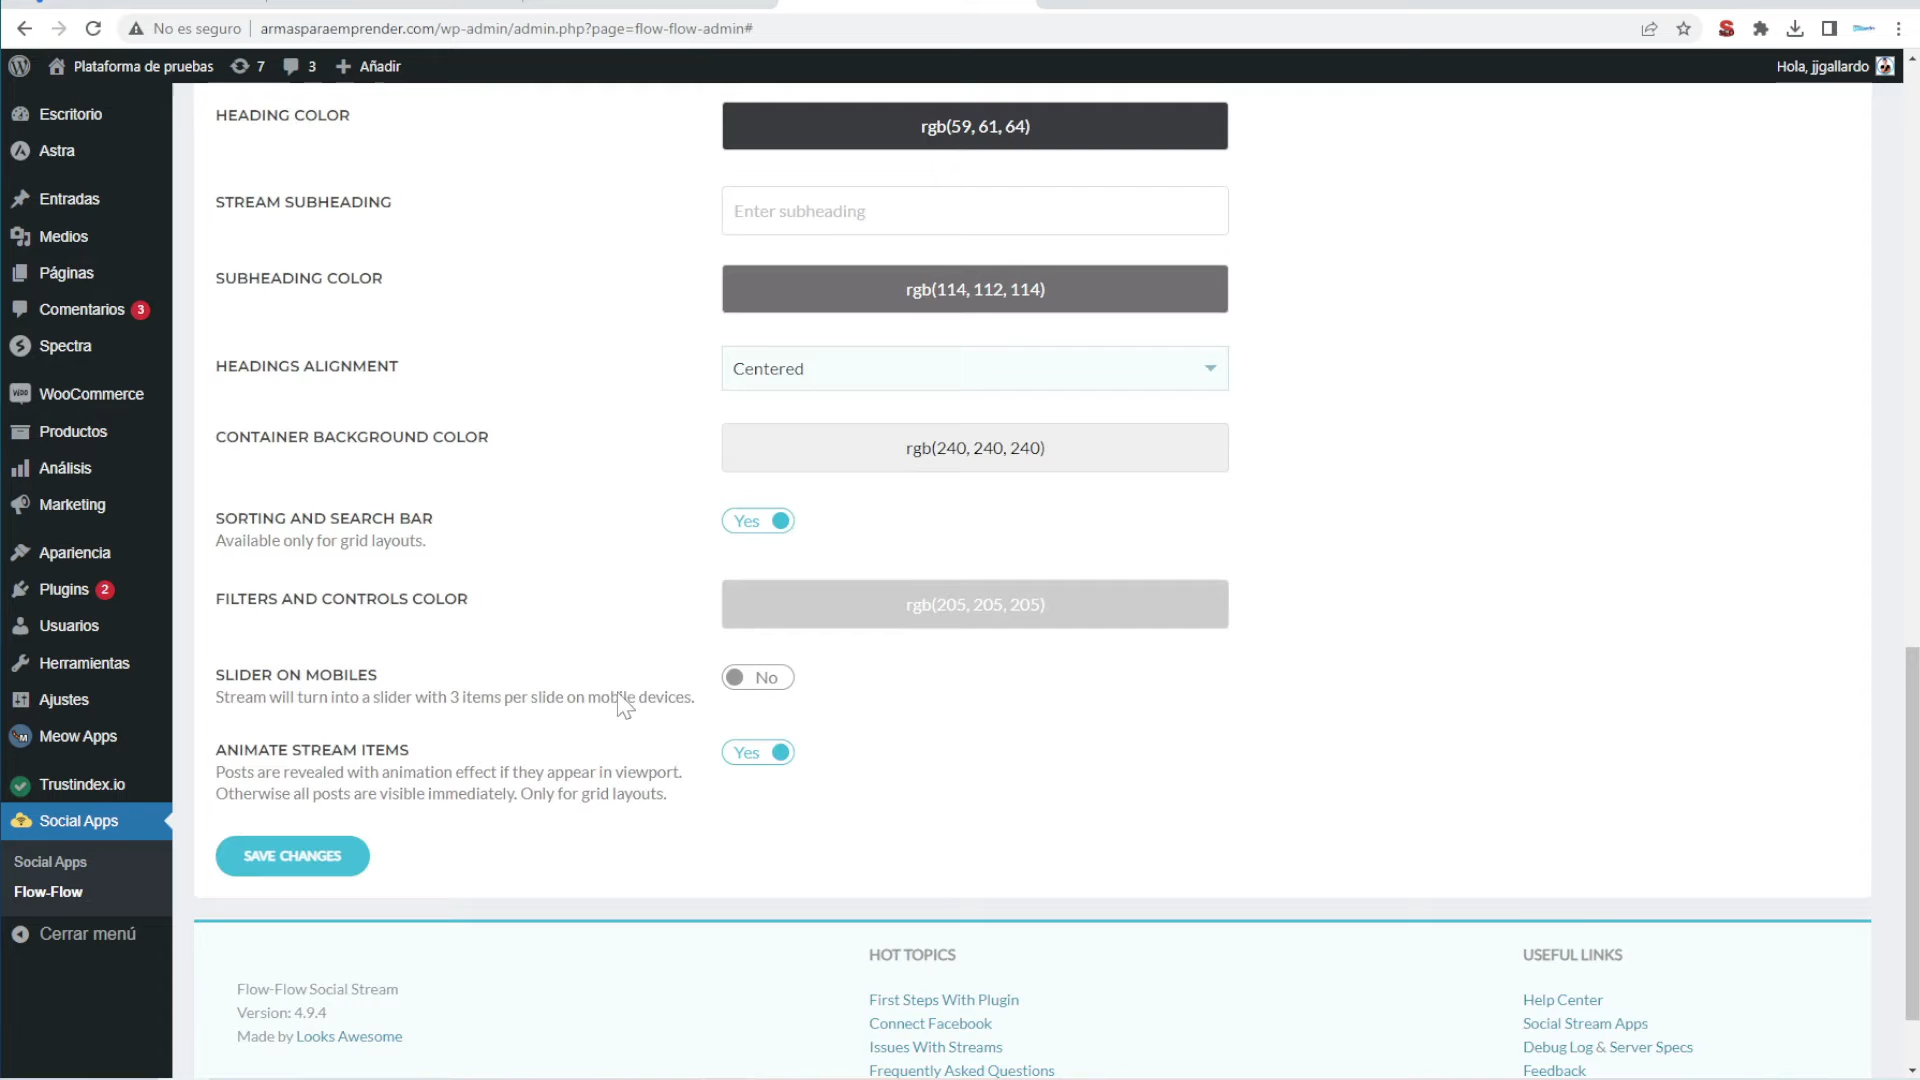 No es seguro
armasparaemprender.com/wp-admin/admin.php?page=flow-flow-admin#
Plataforma de pruebas
7
3
Añadir
Hola, jjgallardo
Escritorio
Astra
Entradas
Medios
Páginas
Comentarios 3
Spectra
WooCommerce
Productos
Análisis
Marketing
Apariencia
Plugins 2
Usuarios
Herramientas
Ajustes
Meow Apps
Trustindex.io
Social Apps
Social Apps
Flow-Flow
Cerrar menú
HEADING COLOR
rgb(59, 61, 64)
STREAM SUBHEADING
Enter subheading
SUBHEADING COLOR
rgb(114, 112, 114)
HEADINGS ALIGNMENT
Centered
CONTAINER BACKGROUND COLOR
rgb(240, 240, 240)
SORTING AND SEARCH BAR
Available only for grid layouts.
Yes
FILTERS AND CONTROLS COLOR
rgb(205, 205, 205)
SLIDER ON MOBILES
Stream will turn into a slider with 3 items per slide on mobile devices.
No
ANIMATE STREAM ITEMS
Posts are revealed with animation effect if they appear in viewport.
Otherwise all posts are visible immediately. Only for grid layouts.
Yes
SAVE CHANGES
Flow-Flow Social Stream
Version: 4.9.4
Made by Looks Awesome
HOT TOPICS
First Steps With Plugin
Connect Facebook
Issues With Streams
Frequently Asked Questions
USEFUL LINKS
Help Center
Social Stream Apps
Debug Log & Server Specs
Feedback